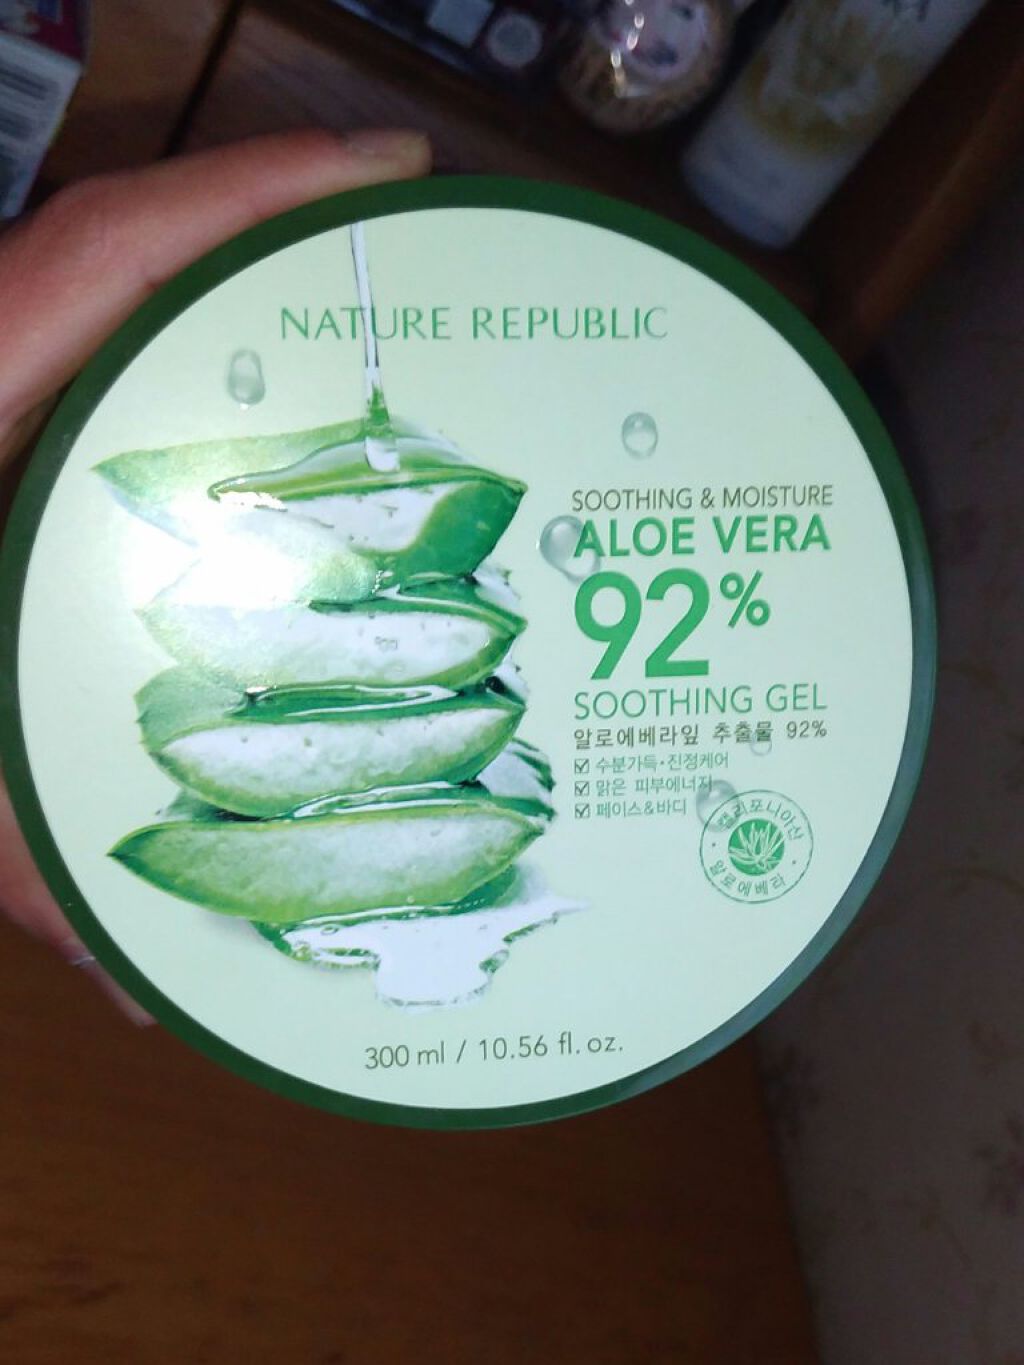 NATURE REPUBLIC
SOOTHING & MOISTURE
ALOE VERA
92%
SOOTHING GEL
알로에베라잎 추출물 92%
수분가득·진정케어
맑은 피부에너지
페이스&바디
캘리포니아산
알로에베라
300 ml / 10.56 fl. oz.